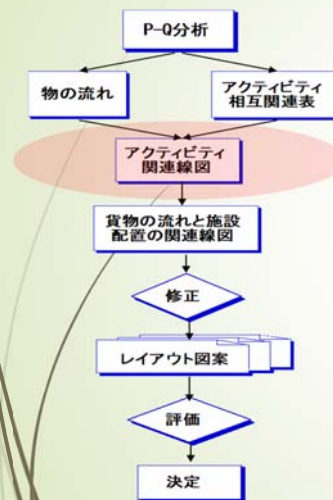 P-Q分析
物の流れ
アクティビティ
相互関連表
アクティビティ
関連線図
貨物の流れと施設
配置の関連線図
修正
レイアウト図案
評価
決定